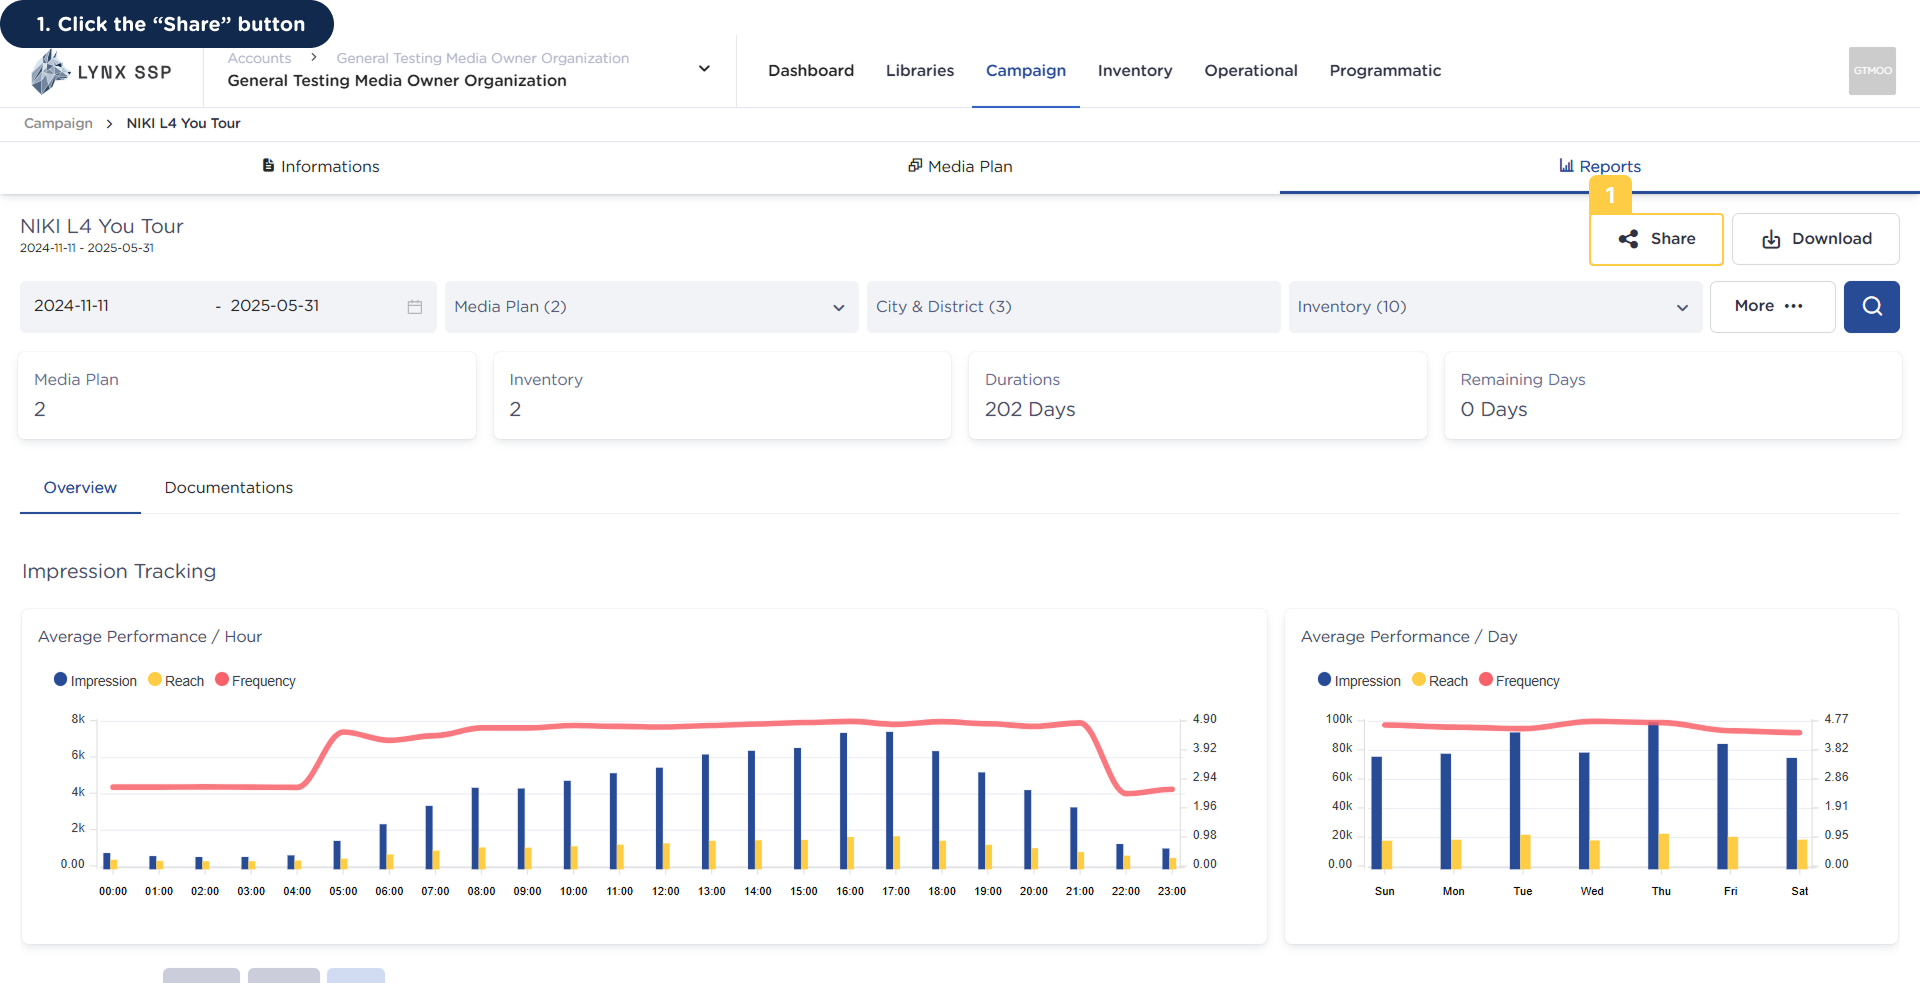 1. Click the “Share” button
LYNX SSP
Accounts > General Testing Media Owner Organization
General Testing Media Owner Organization
Dashboard Libraries Campaign Inventory Operational Programmatic
GTMOO
Campaign > NIKI L4 You Tour
Informations Media Plan Reports
1
NIKI L4 You Tour
2024-11-11 - 2025-05-31
Share Download
2024-11-11 - 2025-05-31 Media Plan (2) City & District (3) Inventory (10) More •••
Media Plan Inventory Durations Remaining Days
2 2 202 Days 0 Days
Overview Documentations
Impression Tracking
Average Performance / Hour
Impression Reach Frequency
8k 4.90
3.92
6k
2.94
4k
1.96
2k 0.98
0.00 0.00
00:00 01:00 02:00 03:00 04:00 05:00 06:00 07:00 08:00 09:00 10:00 11:00 12:00 13:00 14:00 15:00 16:00 17:00 18:00 19:00 20:00 21:00 22:00 23:00
Average Performance / Day
Impression Reach Frequency
100k 4.77
80k 3.82
60k 2.86
40k 1.91
20k 0.95
0.00 0.00
Sun Mon Tue Wed Thu Fri Sat